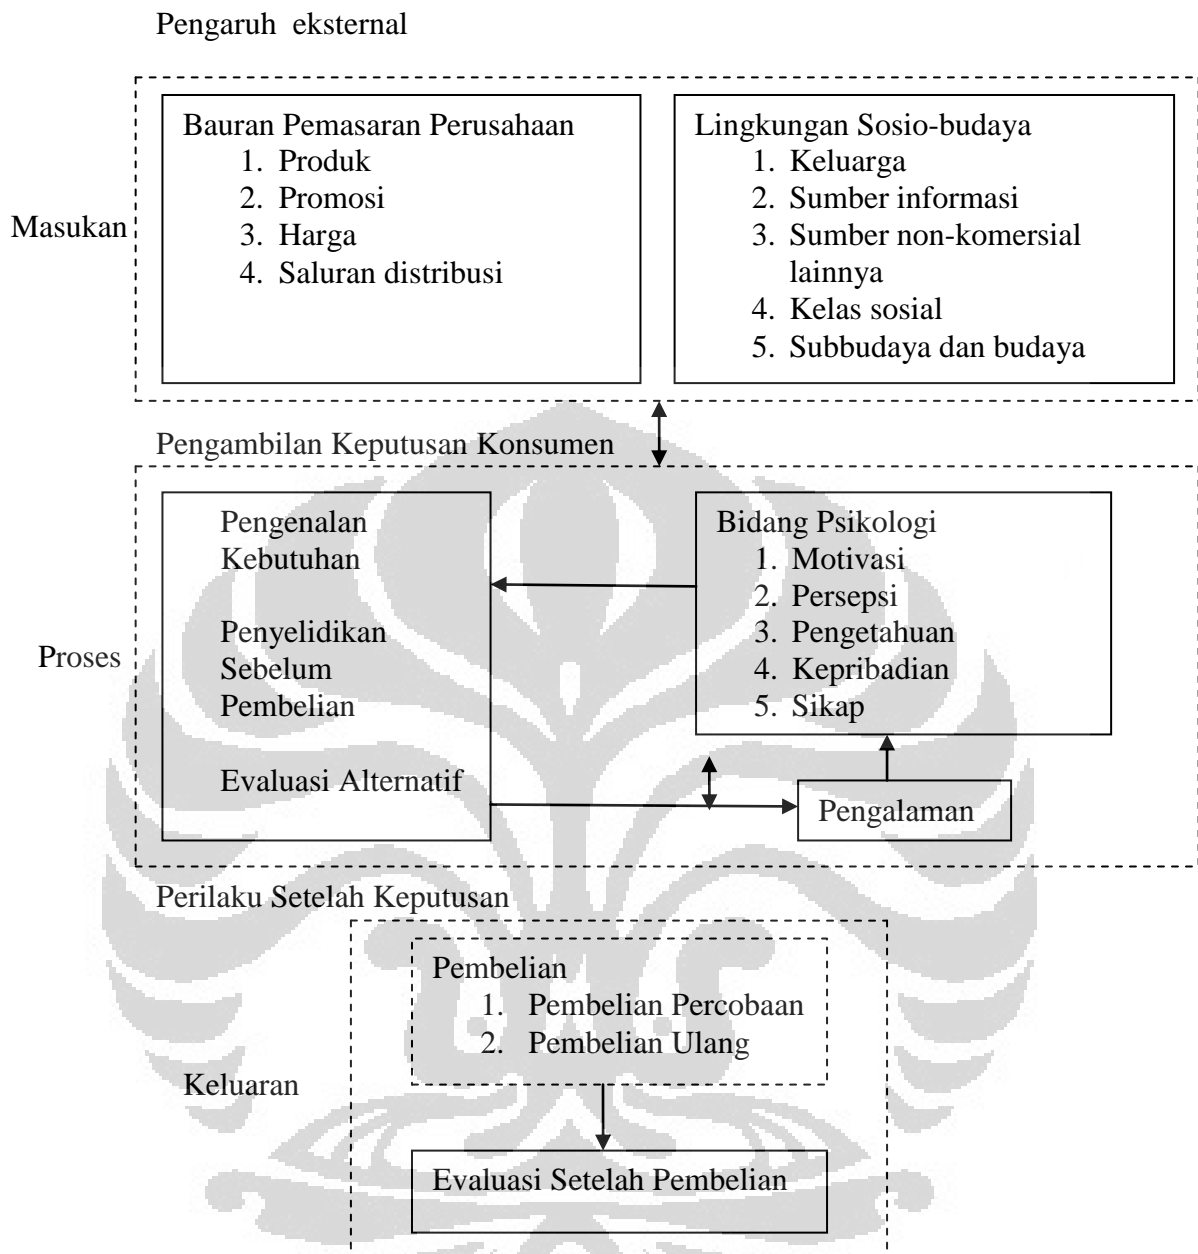 Pengaruh eksternal
Bauran Pemasaran Perusahaan
1. Produk
2. Promosi
3. Harga
4. Saluran distribusi
Lingkungan Sosio-budaya
1. Keluarga
2. Sumber informasi
3. Sumber non-komersial
lainnya
4. Kelas sosial
5. Subbudaya dan budaya
Masukan
Pengambilan Keputusan Konsumen
Pengenalan
Kebutuhan
Penyelidikan
Sebelum
Pembelian
Evaluasi Alternatif
Bidang Psikologi
1. Motivasi
2. Persepsi
3. Pengetahuan
4. Kepribadian
5. Sikap
Proses
Pengalaman
Perilaku Setelah Keputusan
Pembelian
1. Pembelian Percobaan
2. Pembelian Ulang
Keluaran
Evaluasi Setelah Pembelian